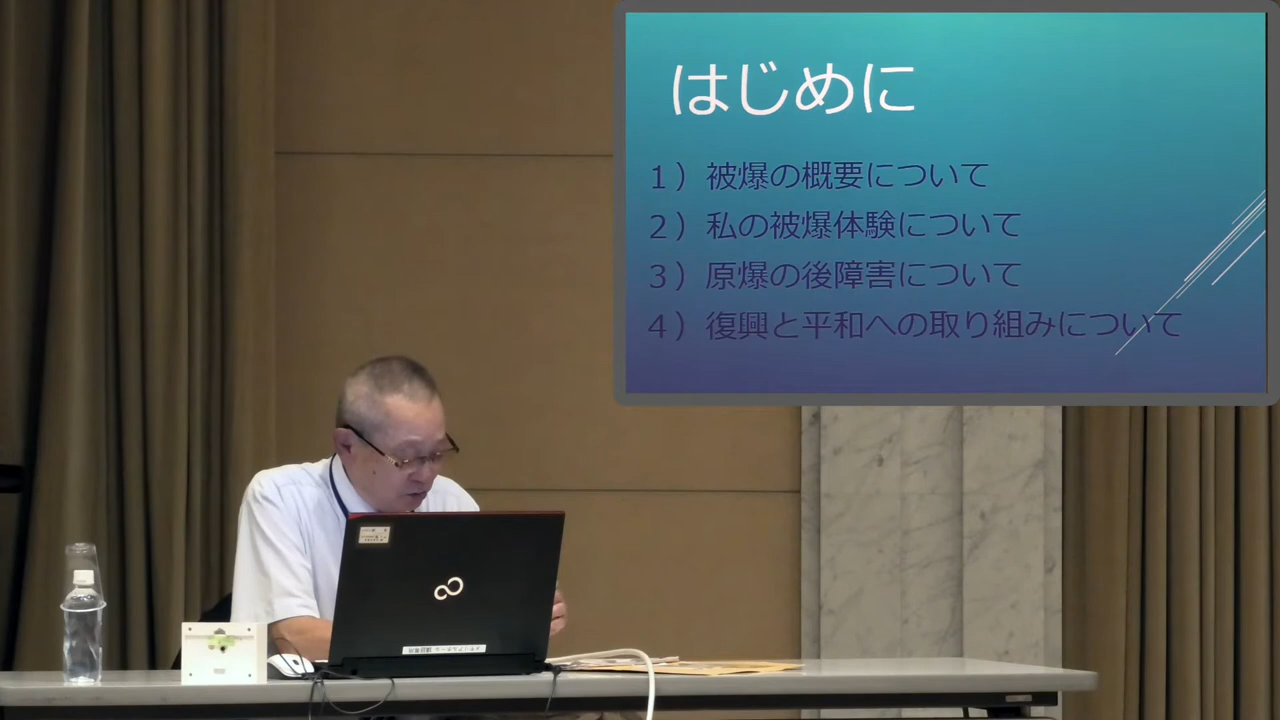 はじめに
1）被爆の概要について
2）私の被爆体験について
3）原爆の後障害について
4）復興と平和への取り組みについて